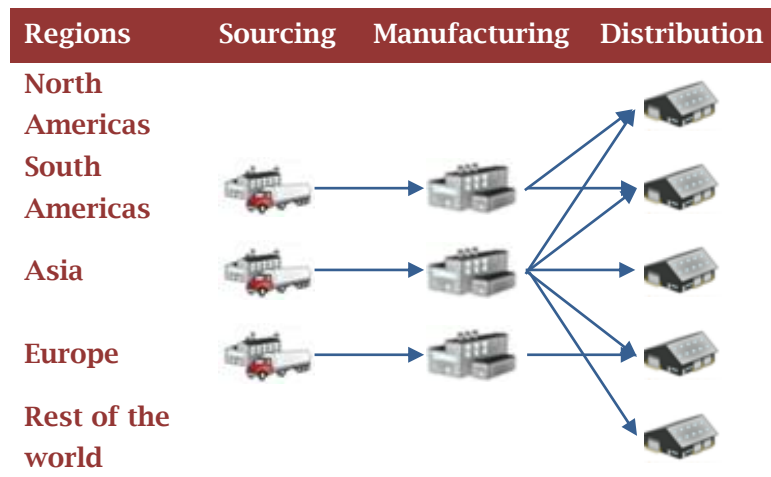 Regions Sourcing Manufacturing Distribution
North
Americas
South
Americas
Asia
Europe
Rest of the
world